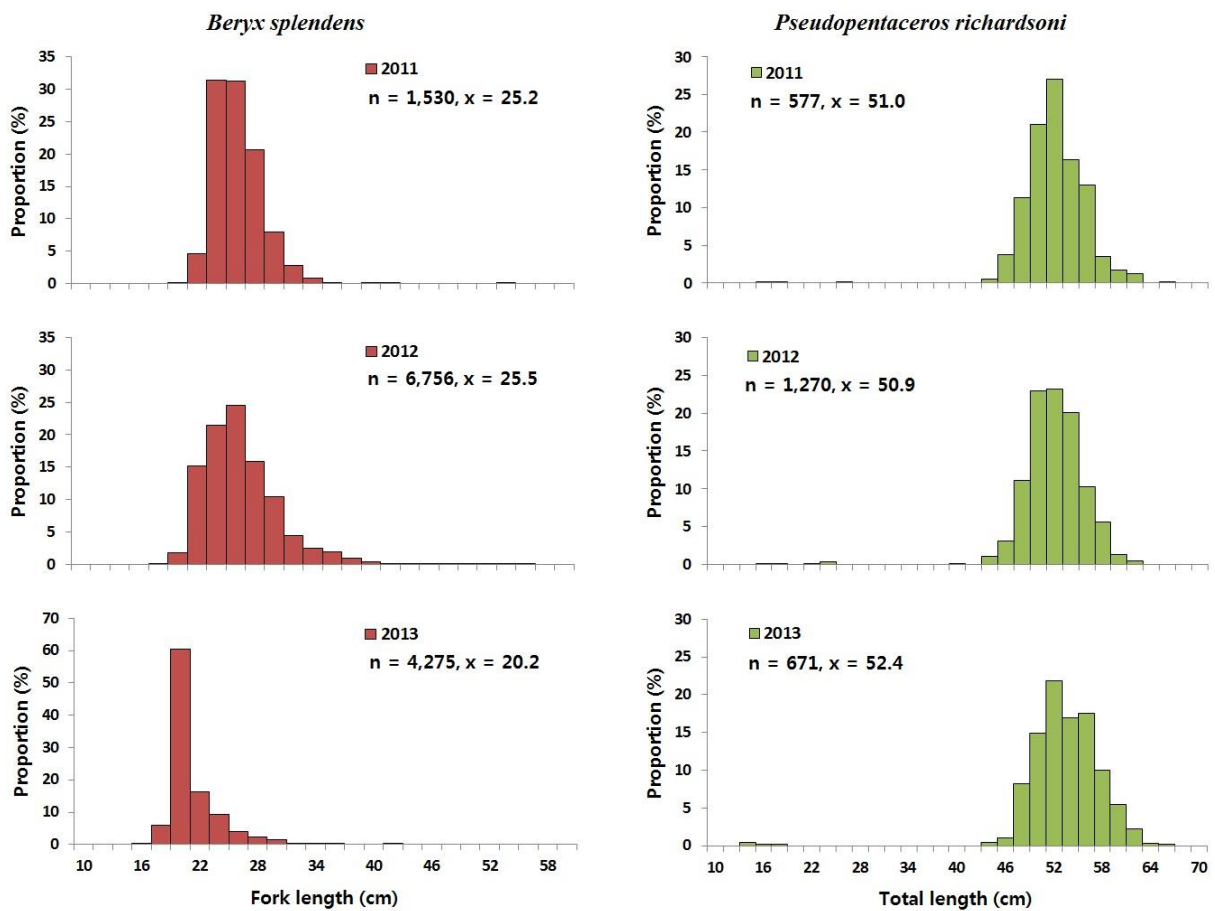 Beryx splendens
Pseudopentaceros richardsoni
35
30
25
20
15
10
5
0
Proportion (%)
2011
n = 1,530, x = 25.2
30
25
20
15
10
5
0
Proportion (%)
2011
n = 577, x = 51.0
35
30
25
20
15
10
5
0
Proportion (%)
2012
n = 6,756, x = 25.5
30
25
20
15
10
5
0
Proportion (%)
2012
n = 1,270, x = 50.9
70
60
50
40
30
20
10
0
Proportion (%)
2013
n = 4,275, x = 20.2
10 16 22 28 34 40 46 52 58
Fork length (cm)
30
25
20
15
10
5
0
Proportion (%)
2013
n = 671, x = 52.4
10 16 22 28 34 40 46 52 58 64 70
Total length (cm)